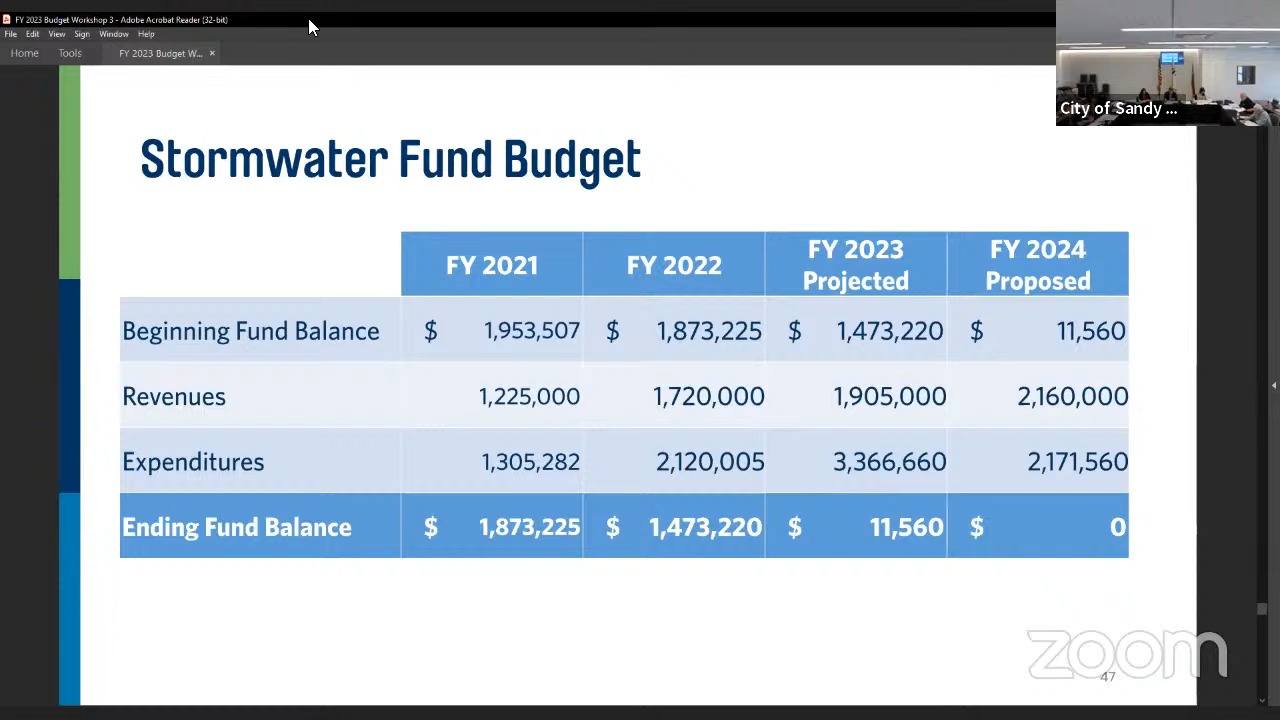 FY 2023 Budget Workshop 3 - Adobe Acrobat Reader (32-bit)
File Edit View Sign Window Help
Home Tools FY 2023 Budget W... ×
City of Sandy ...
Stormwater Fund Budget
FY 2021 FY 2022 FY 2023 Projected FY 2024 Proposed
Beginning Fund Balance $ 1,953,507 $ 1,873,225 $ 1,473,220 $ 11,560
Revenues 1,225,000 1,720,000 1,905,000 2,160,000
Expenditures 1,305,282 2,120,005 3,366,660 2,171,560
Ending Fund Balance $ 1,873,225 $ 1,473,220 $ 11,560 $ 0
zoom
47